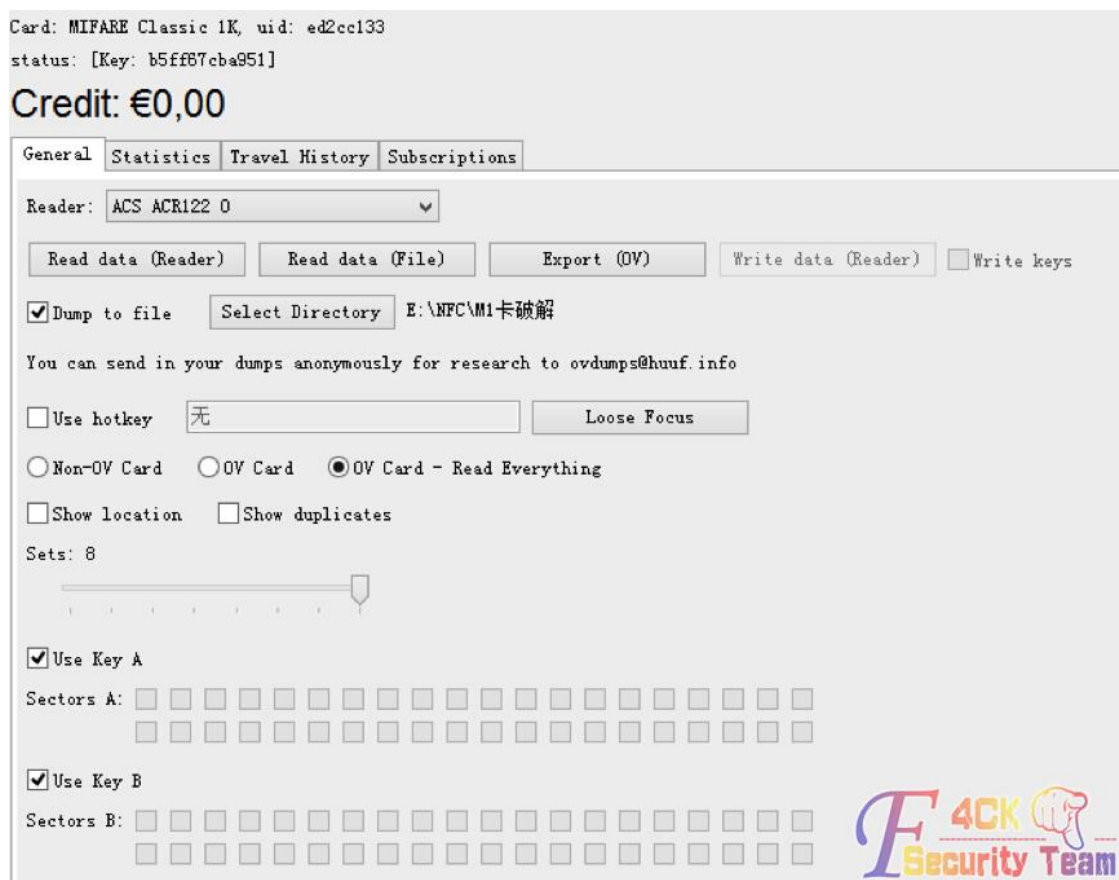 Card: MIFARE Classic 1K, uid: ed2cc133
status: [Key: b5ff67cba951]
Credit: €0,00
General Statistics Travel History Subscriptions
Reader: ACS ACR122 0
Read data (Reader) Read data (File) Export (OV) Write data (Reader) Write keys
Dump to file Select Directory E:\NFC\M1卡破解
You can send in your dumps anonymously for research to ovdumps@huuf.info
Use hotkey 无 Loose Focus
Non-OV Card OV Card OV Card - Read Everything
Show location Show duplicates
Sets: 8
Use Key A
Sectors A:
Use Key B
Sectors B:
F4CK
Security Team